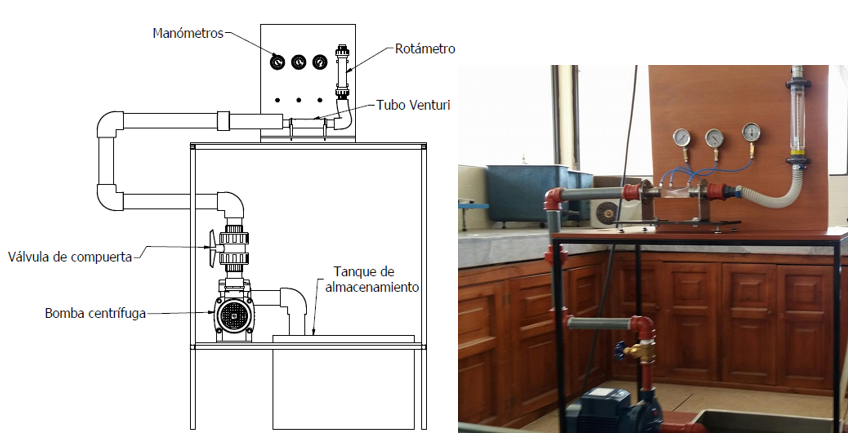 Manómetros
Rotámetro
Tubo Venturi
Válvula de compuerta
Tanque de
almacenamiento
Bomba centrífuga